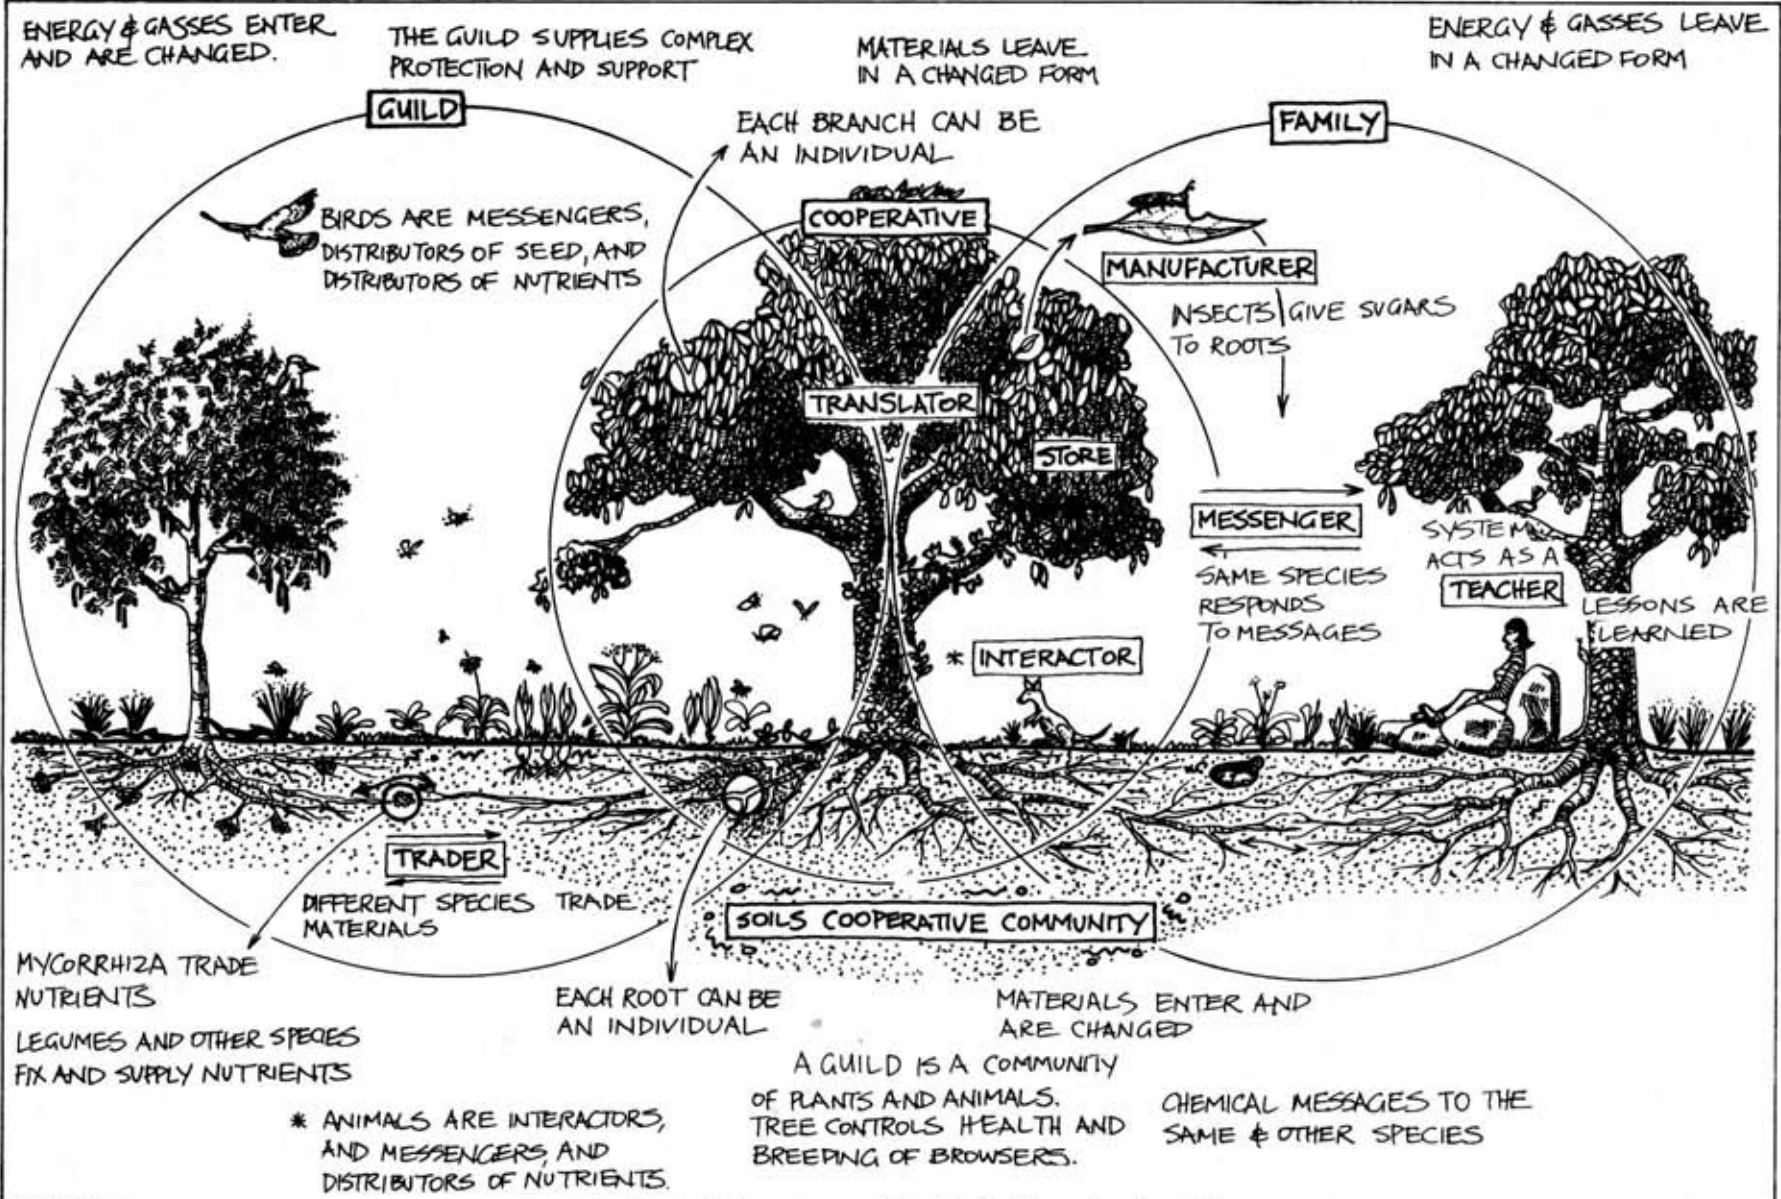 ENERGY & GASSES ENTER
AND ARE CHANGED.
THE GUILD SUPPLIES COMPLEX
PROTECTION AND SUPPORT
MATERIALS LEAVE
IN A CHANGED FORM
ENERGY & GASSES LEAVE
IN A CHANGED FORM
GUILD
EACH BRANCH CAN BE
AN INDIVIDUAL
FAMILY
BIRDS ARE MESSENGERS,
DISTRIBUTORS OF SEED, AND
DISTRIBUTORS OF NUTRIENTS
COOPERATIVE
MANUFACTURER
INSECTS GIVE SUGARS
TO ROOTS
TRANSLATOR
STORE
MESSENGER
SAME SPECIES
RESPONDS
TO MESSAGES
SYSTEM
ACTS AS A
TEACHER
LESSONS ARE
LEARNED
* INTERACTOR
TRADER
DIFFERENT SPECIES TRADE
MATERIALS
SOILS COOPERATIVE COMMUNITY
MYCORRHIZA TRADE
NUTRIENTS
LEGUMES AND OTHER SPECIES
FIX AND SUPPLY NUTRIENTS
EACH ROOT CAN BE
AN INDIVIDUAL
MATERIALS ENTER AND
ARE CHANGED
* ANIMALS ARE INTERACTORS,
AND MESSENGERS, AND
DISTRIBUTORS OF NUTRIENTS.
A GUILD IS A COMMUNITY
OF PLANTS AND ANIMALS.
TREE CONTROLS HEALTH AND
BREEDING OF BROWSERS.
CHEMICAL MESSAGES TO THE
SAME & OTHER SPECIES